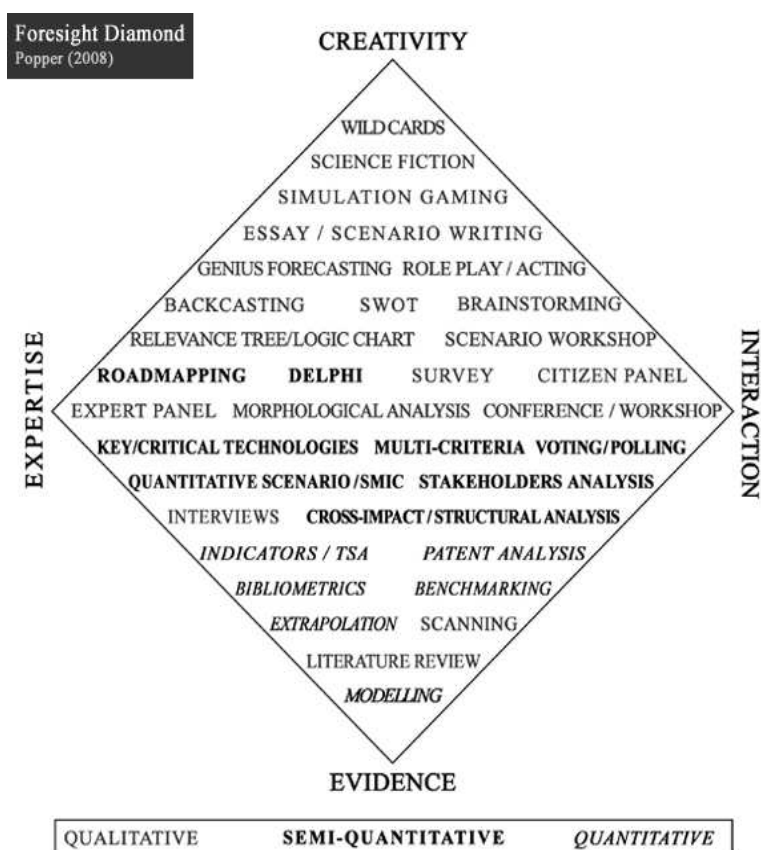 Foresight Diamond
Popper (2008)
CREATIVITY
WILD CARDS
SCIENCE FICTION
SIMULATION GAMING
ESSAY / SCENARIO WRITING
GENIUS FORECASTING ROLE PLAY / ACTING
BACKCASTING SWOT BRAINSTORMING
RELEVANCE TREE/LOGIC CHART SCENARIO WORKSHOP
ROADMAPPING DELPHI SURVEY CITIZEN PANEL
EXPERT PANEL MORPHOLOGICAL ANALYSIS CONFERENCE / WORKSHOP
KEY/CRITICAL TECHNOLOGIES MULTI-CRITERIA VOTING/POLLING
QUANTITATIVE SCENARIO/SMIC STAKEHOLDERS ANALYSIS
INTERVIEWS CROSS-IMPACT/STRUCTURAL ANALYSIS
INDICATORS / TSA PATENT ANALYSIS
BIBLIOMETRICS BENCHMARKING
EXTRAPOLATION SCANNING
LITERATURE REVIEW
MODELLING
EXPERTISE
INTERACTION
EVIDENCE
QUALITATIVE SEMI-QUANTITATIVE QUANTITATIVE